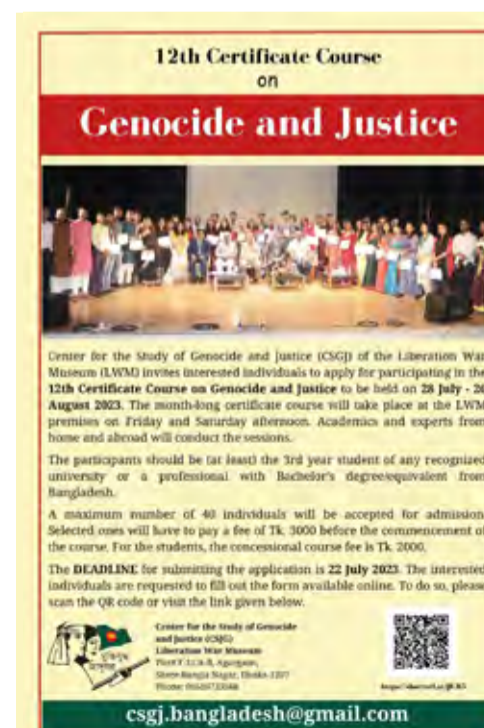 12th Certificate Course
on
Genocide and Justice
Center for the Study of Genocide and Justice (CSGJ) of the Liberation War
Museum (LWM) invites interested individuals to apply for participating in the
12th Certificate Course on Genocide and Justice to be held on 28 July - 26
August 2023. The month-long certificate course will take place at the LWM
premises on Friday and Saturday afternoon. Academics and experts from
home and abroad will conduct the sessions.
The participants should be (at least) the 3rd year student of any recognized
university or a professional with Bachelor's degree/equivalent from
Bangladesh.
A maximum number of 40 individuals will be accepted for admission.
Selected ones will have to pay a fee of Tk. 3000 before the commencement of
the course. For the students, the concessional course fee is Tk. 2000.
The DEADLINE for submitting the application is 22 July 2023. The interested
individuals are requested to fill out the form available online. To do so, please
scan the QR code or visit the link given below.
Center for the Study of Genocide
and Justice (CSGJ)
Liberation War Museum
Agargaon,
Shere-Bangla Nagar, Dhaka-1207
Phone:
csgj.bangladesh@gmail.com